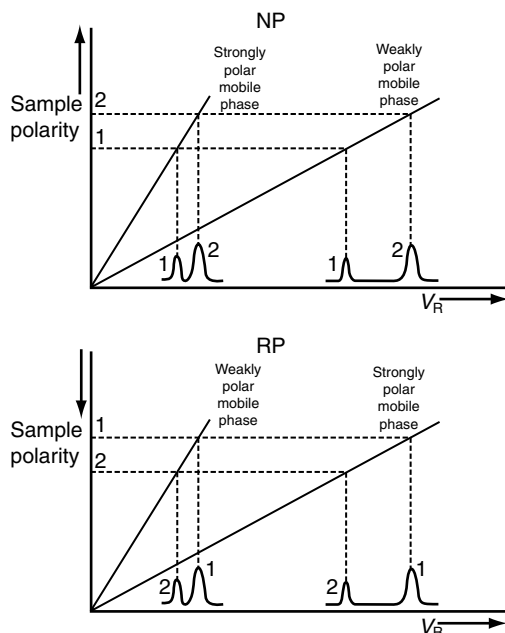 NP
Strongly
polar
mobile
phase
Weakly
polar
mobile
phase
Sample
polarity
2
1
1
2
1
2
VR
RP
Weakly
polar
mobile
phase
Strongly
polar
mobile
phase
Sample
polarity
1
2
2
1
2
1
VR